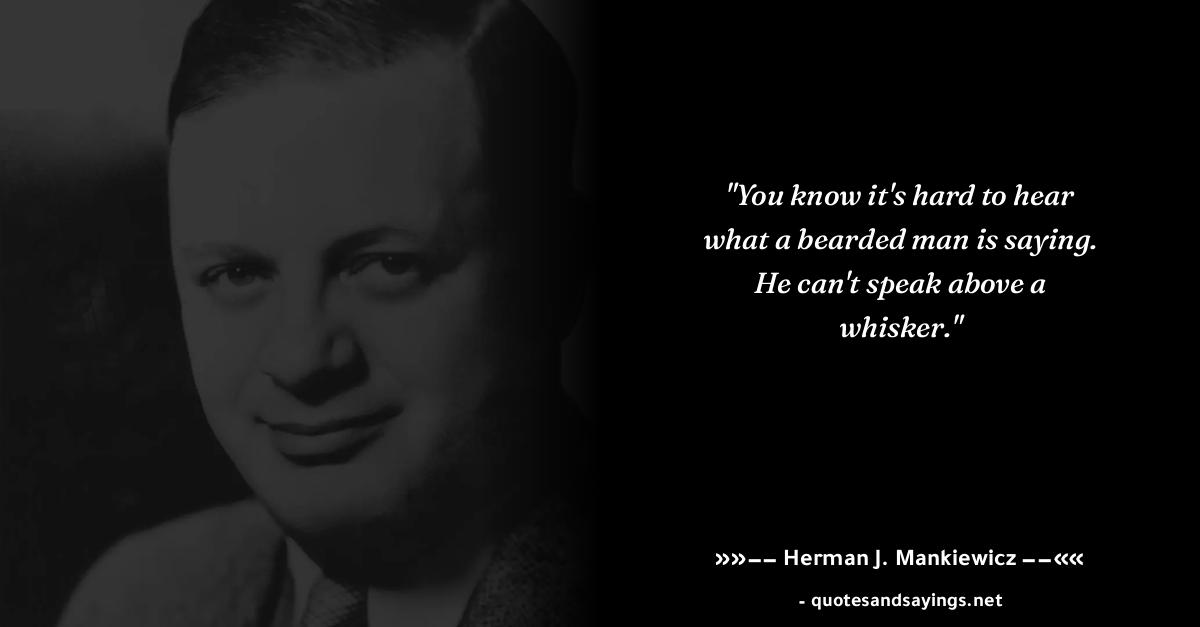 "You know it's hard to hear
what a bearded man is saying.
He can't speak above a
whisker."
»»−− Herman J. Mankiewicz −−««
- quotesandsayings.net